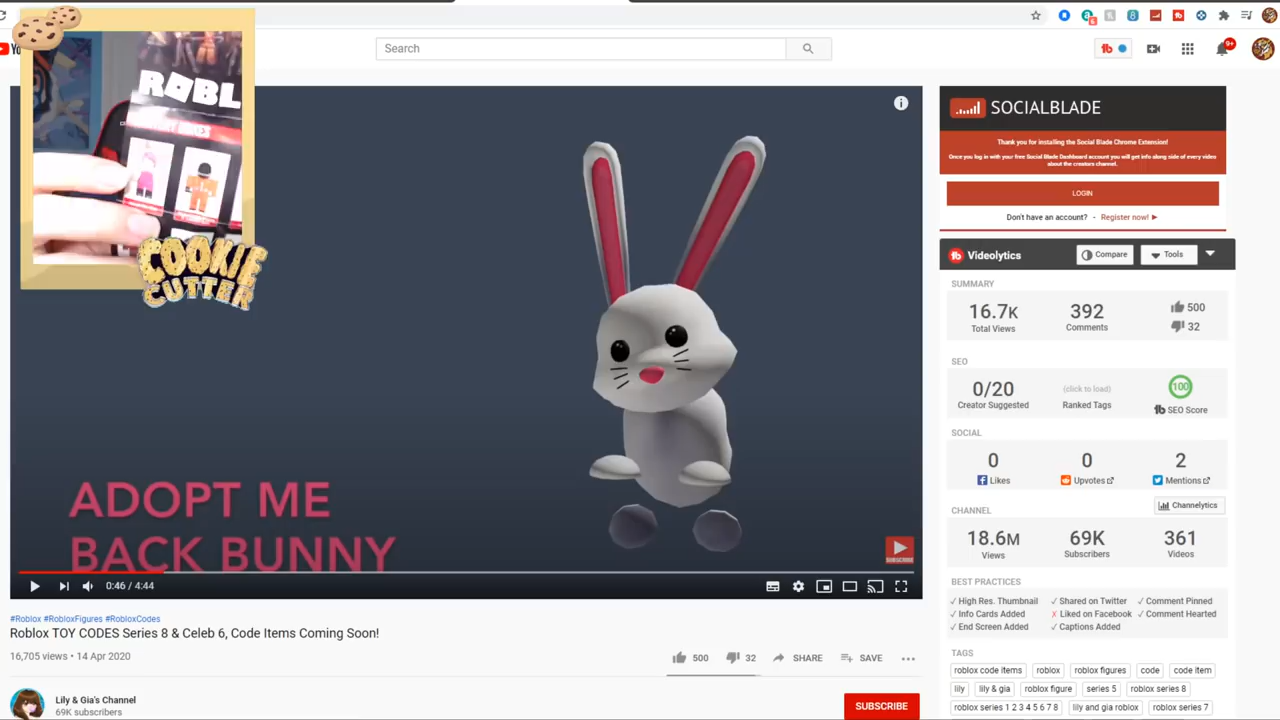 Search
9+
ROBL
COOKIE
CUTTER
ADOPT ME
BACK BUNNY
SUBSCRIBE
0:46 / 4:44
#Roblox #RobloxFigures #RobloxCodes
Roblox TOY CODES Series 8 & Celeb 6, Code Items Coming Soon!
16,705 views • 14 Apr 2020
500 32 SHARE SAVE
Lily & Gia's Channel
69K subscribers
SUBSCRIBE
SOCIALBLADE
Thank you for installing the Social Blade Chrome Extension!
Once you log in with your free Social Blade Dashboard account you will get info along side of every video
about the creators channel.
LOGIN
Don't have an account? - Register now!
Videolytics Compare Tools
SUMMARY
16.7K 392 500
Total Views Comments 32
SEO
0/20 (click to load) 100
Creator Suggested Ranked Tags tb SEO Score
SOCIAL
0 0 2
Likes Upvotes Mentions
CHANNEL Channelytics
18.6M 69K 361
Views Subscribers Videos
BEST PRACTICES
✓ High Res. Thumbnail ✓ Shared on Twitter ✓ Comment Pinned
✓ Info Cards Added X Liked on Facebook ✓ Comment Hearted
✓ End Screen Added ✓ Captions Added
TAGS
roblox code items roblox roblox figures code code item
lily lily & gia roblox figure series 5 roblox series 8
roblox series 1 2 3 4 5 6 7 8 lily and gia roblox roblox series 7